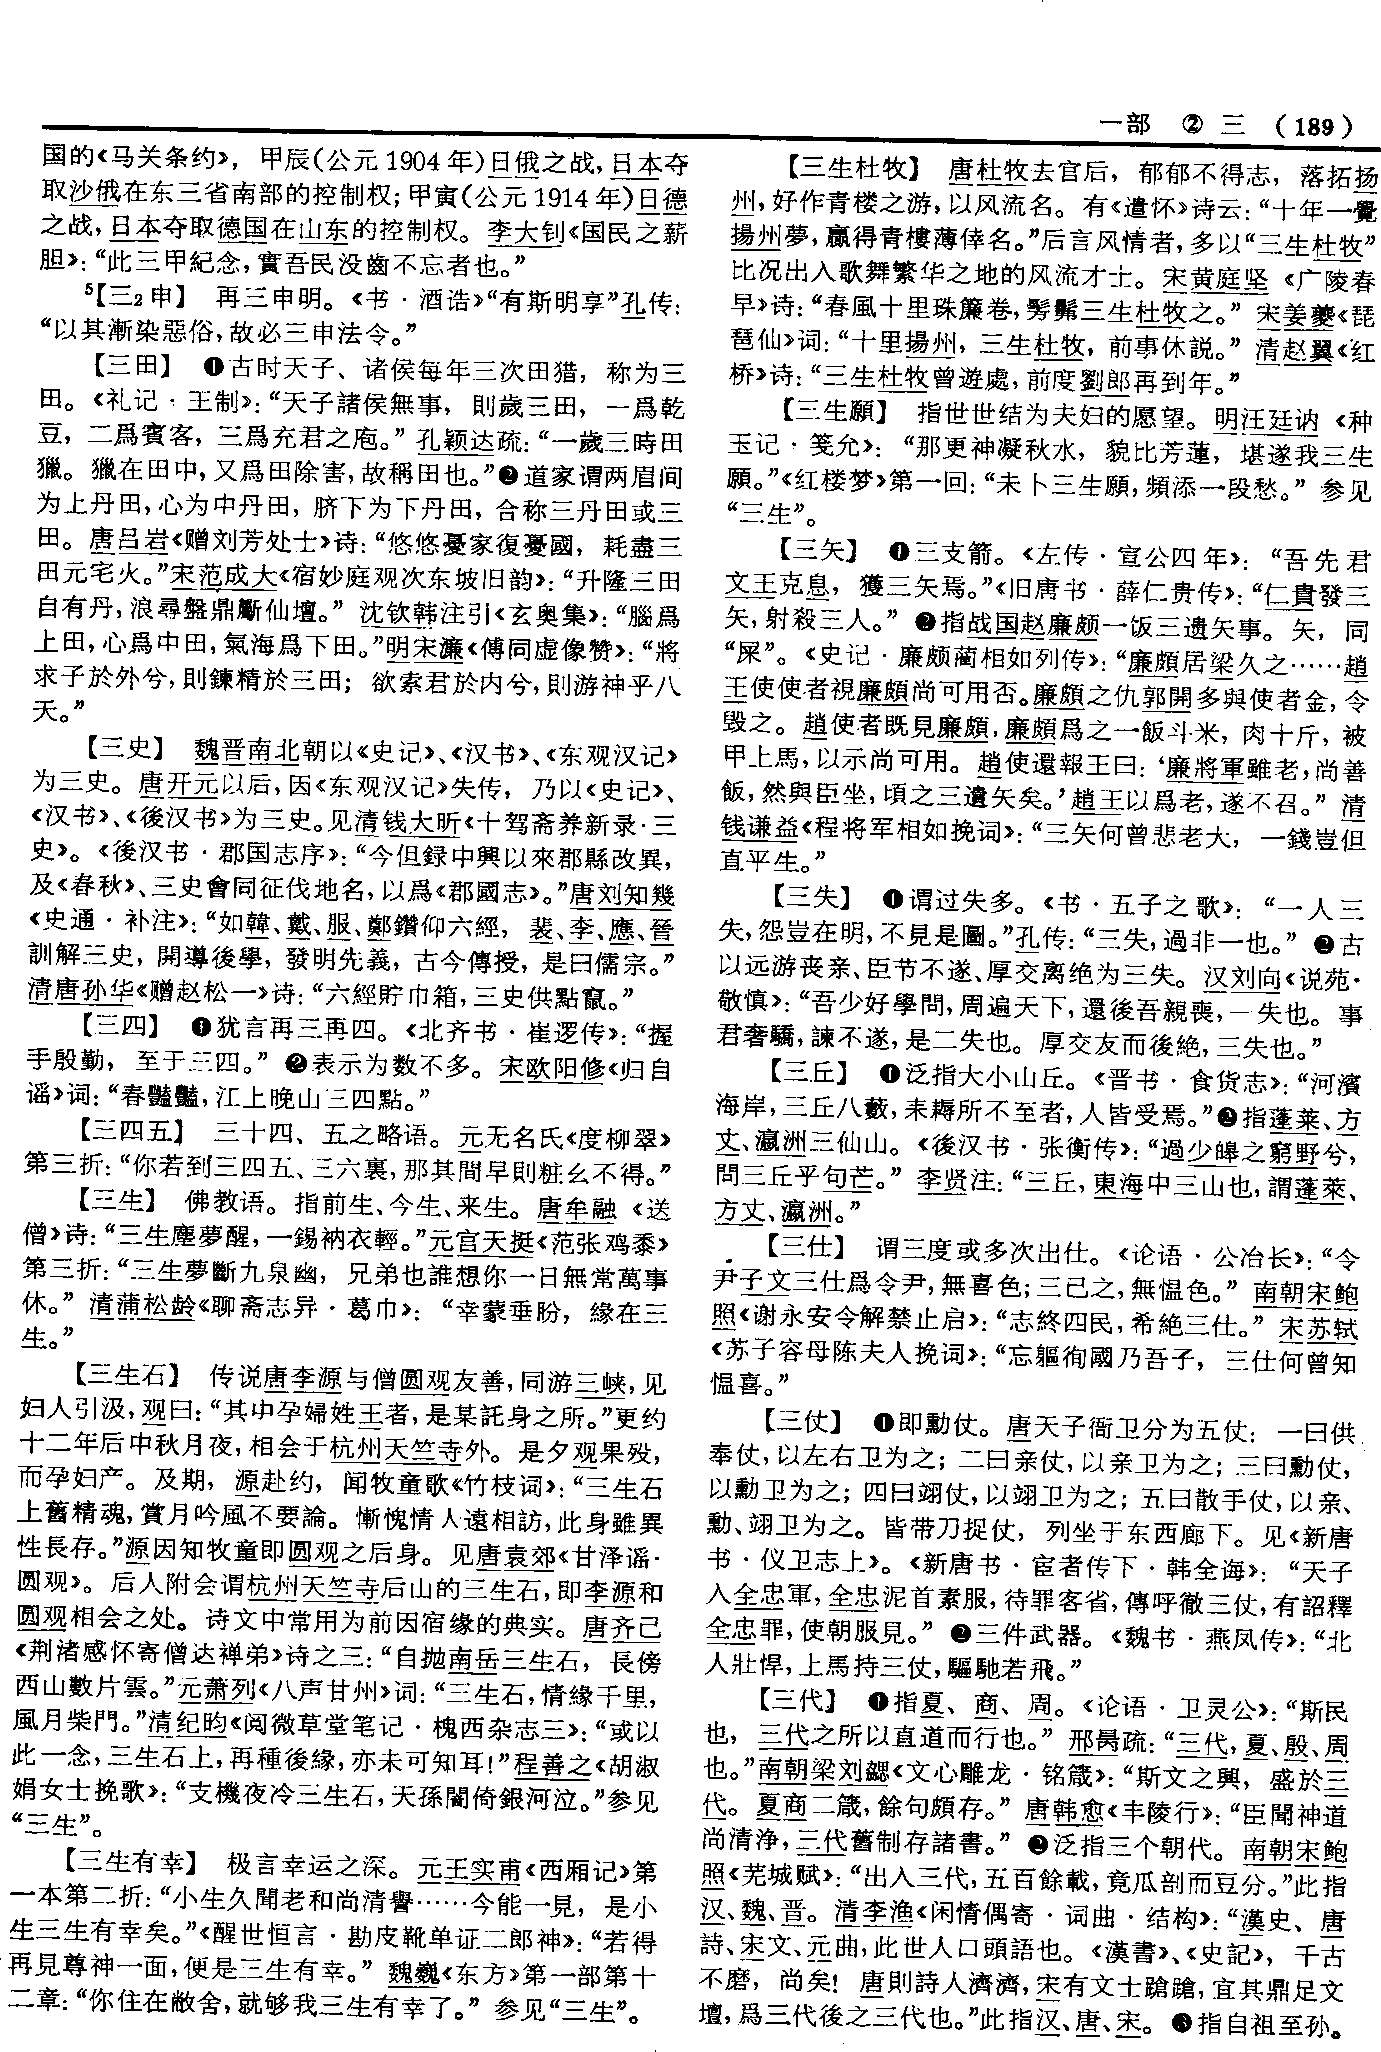 一部 ② 三 (189)
国的《马关条约》，甲辰(公元1904年)日俄之战，日本夺
取沙俄在东三省南部的控制权；甲寅(公元1914年)日德
之战，日本夺取德国在山东的控制权。李大钊《国民之薪
胆》：“此三甲紀念，實吾民没齒不忘者也。”
⁵【三₂申】 再三申明。《书·酒诰》“有斯明享”孔传：
“以其漸染惡俗，故必三申法令。”
【三田】 ❶古时天子、诸侯每年三次田猎，称为三
田。《礼记·王制》：“天子諸侯無事，則歲三田，一爲乾
豆，二爲賓客，三爲充君之庖。”孔颖达疏：“一歲三時田
獵。獵在田中，又爲田除害，故稱田也。”❷道家谓两眉间
为上丹田，心为中丹田，脐下为下丹田，合称三丹田或三
田。唐吕岩《赠刘芳处士》诗：“悠悠憂家復憂國，耗盡三
田元宅火。”宋范成大《宿妙庭观次东坡旧韵》：“升隆三田
自有丹，浪尋盤鼎斸仙壇。”沈钦韩注引《玄奥集》：“腦爲
上田，心爲中田，氣海爲下田。”明宋濂《傅同虚像赞》：“將
求子於外兮，則鍊精於三田；欲索君於内兮，則游神乎八
天。”
【三史】 魏晋南北朝以《史记》、《汉书》、《东观汉记》
为三史。唐开元以后，因《东观汉记》失传，乃以《史记》、
《汉书》、《後汉书》为三史。见清钱大昕《十驾斋养新录·三
史》。《後汉书·郡国志序》：“今但録中興以來郡縣改異，
及《春秋》、三史會同征伐地名，以爲《郡國志》。”唐刘知幾
《史通·补注》：“如韓、戴、服、鄭鑽仰六經，裴、李、應、晉
訓解三史，開導後學，發明先義，古今傳授，是曰儒宗。”
清唐孙华《赠赵松一》诗：“六經貯巾箱，三史供點竄。”
【三四】 ❶犹言再三再四。《北齐书·崔逻传》：“握
手殷勤，至于三四。”❷表示为数不多。宋欧阳修《归自
谣》词：“春豔豔，江上晚山三四點。”
【三四五】 三十四、五之略语。元无名氏《度柳翠》
第三折：“你若到三四五、三六裏，那其間早則粧幺不得。”
【三生】 佛教语。指前生、今生、来生。唐牟融《送
僧》诗：“三生塵夢醒，一錫衲衣輕。”元宫天挺《范张鸡黍》
第三折：“三生夢斷九泉幽，兄弟也誰想你一日無常萬事
休。”清蒲松龄《聊斋志异·葛巾》：“幸蒙垂盼，緣在三
生。”
【三生石】 传说唐李源与僧圆观友善，同游三峡，见
妇人引汲，观曰：“其中孕婦姓王者，是某託身之所。”更约
十二年后中秋月夜，相会于杭州天竺寺外。是夕观果殁，
而孕妇产。及期，源赴约，闻牧童歌《竹枝词》：“三生石
上舊精魂，賞月吟風不要論。慚愧情人遠相訪，此身雖異
性長存。”源因知牧童即圆观之后身。见唐袁郊《甘泽谣·
圆观》。后人附会谓杭州天竺寺后山的三生石，即李源和
圆观相会之处。诗文中常用为前因宿缘的典实。唐齐己
《荆渚感怀寄僧达禅弟》诗之三：“自抛南岳三生石，長傍
西山數片雲。”元萧列《八声甘州》词：“三生石，情緣千里，
風月柴門。”清纪昀《阅微草堂笔记·槐西杂志三》：“或以
此一念，三生石上，再種後緣，亦未可知耳！”程善之《胡淑
娟女士挽歌》：“支機夜冷三生石，天孫闇倚銀河泣。”参见
“三生”。
【三生有幸】 极言幸运之深。元王实甫《西厢记》第
一本第二折：“小生久聞老和尚清譽……今能一見，是小
生三生有幸矣。”《醒世恒言·勘皮靴单证二郎神》：“若得
再見尊神一面，便是三生有幸。”魏巍《东方》第一部第十
二章：“你住在敝舍，就够我三生有幸了。”参见“三生”。
【三生杜牧】 唐杜牧去官后，郁郁不得志，落拓扬
州，好作青楼之游，以风流名。有《遣怀》诗云：“十年一覺
揚州夢，赢得青樓薄倖名。”后言风情者，多以“三生杜牧”
比况出入歌舞繁华之地的风流才士。宋黄庭坚《广陵春
早》诗：“春風十里珠簾卷，髣髴三生杜牧之。”宋姜夔《琵
琶仙》词：“十里揚州，三生杜牧，前事休説。”清赵翼《红
桥》诗：“三生杜牧曾遊處，前度劉郎再到年。”
【三生願】 指世世结为夫妇的愿望。明汪廷讷《种
玉记·笺允》：“那更神凝秋水，貌比芳蓮，堪遂我三生
願。”《红楼梦》第一回：“未卜三生願，頻添一段愁。”参见
“三生”。
【三矢】 ❶三支箭。《左传·宣公四年》：“吾先君
文王克息，獲三矢焉。”《旧唐书·薛仁贵传》：“仁貴發三
矢，射殺三人。”❷指战国赵廉颇一饭三遗矢事。矢，同
“屎”。《史记·廉颇蔺相如列传》：“廉頗居梁久之……趙
王使使者視廉頗尚可用否。廉頗之仇郭開多與使者金，令
毁之。趙使者既見廉頗，廉頗爲之一飯斗米，肉十斤，被
甲上馬，以示尚可用。趙使還報王曰：‘廉將軍雖老，尚善
飯，然與臣坐，頃之三遺矢矣。’趙王以爲老，遂不召。”清
钱谦益《程将军相如挽词》：“三矢何曾悲老大，一錢豈但
直平生。”
【三失】 ❶谓过失多。《书·五子之歌》：“一人三
失，怨豈在明，不見是圖。”孔传：“三失，過非一也。”❷古
以远游丧亲、臣节不遂、厚交离绝为三失。汉刘向《说苑·
敬慎》：“吾少好學問，周遍天下，還後吾親喪，一失也。事
君奢驕，諫不遂，是二失也。厚交友而後絶，三失也。”
【三丘】 ❶泛指大小山丘。《晋书·食货志》：“河濱
海岸，三丘八藪，耒耨所不至者，人皆受焉。”❷指蓬莱、方
丈、瀛洲三仙山。《後汉书·张衡传》：“過少皞之窮野兮，
問三丘乎句芒。”李贤注：“三丘，東海中三山也，謂蓬萊、
方丈、瀛洲。”
【三仕】 谓三度或多次出仕。《论语·公冶长》：“令
尹子文三仕爲令尹，無喜色；三已之，無愠色。”南朝宋鲍
照《谢永安令解禁止启》：“志終四民，希絶三仕。”宋苏轼
《苏子容母陈夫人挽词》：“忘軀徇國乃吾子，三仕何曾知
愠喜。”
【三仗】 ❶即勳仗。唐天子衙卫分为五仗：一曰供
奉仗，以左右卫为之；二曰亲仗，以亲卫为之；三曰勳仗，
以勳卫为之；四曰翊仗，以翊卫为之；五曰散手仗，以亲、
勳、翊卫为之。皆带刀捉仗，列坐于东西廊下。见《新唐
书·仪卫志上》。《新唐书·宦者传下·韩全诲》：“天子
入全忠軍，全忠泥首素服，待罪客省，傳呼徹三仗，有詔釋
全忠罪，使朝服見。”❷三件武器。《魏书·燕凤传》：“北
人壯悍，上馬持三仗，驅馳若飛。”
【三代】 ❶指夏、商、周。《论语·卫灵公》：“斯民
也，三代之所以直道而行也。”邢昺疏：“三代，夏、殷、周
也。”南朝梁刘勰《文心雕龙·铭箴》：“斯文之興，盛於三
代。夏商二箴，餘句頗存。”唐韩愈《丰陵行》：“臣聞神道
尚清浄，三代舊制存諸書。”❷泛指三个朝代。南朝宋鲍
照《芜城赋》：“出入三代，五百餘載，竟瓜剖而豆分。”此指
汉、魏、晋。清李渔《闲情偶寄·词曲·结构》：“漢史、唐
詩、宋文、元曲，此世人口頭語也。《漢書》、《史記》，千古
不磨，尚矣！唐則詩人濟濟，宋有文士蹌蹌，宜其鼎足文
壇，爲三代後之三代也。”此指汉、唐、宋。❸指自祖至孙。